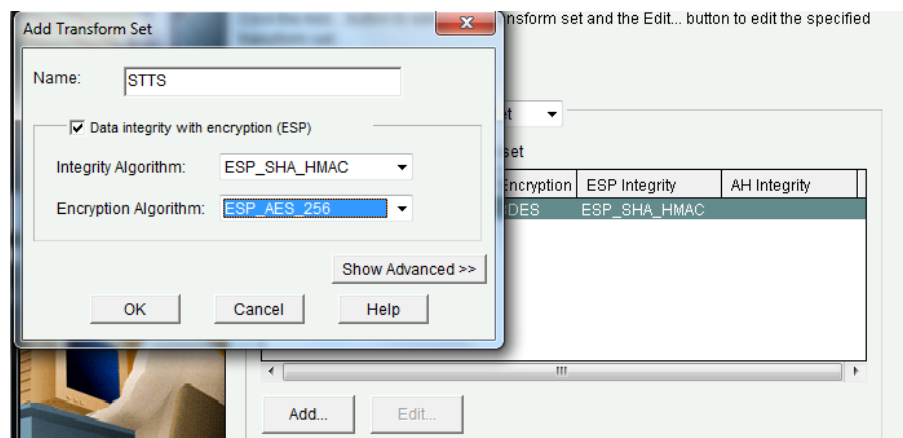 Add Transform Set
nsform set and the Edit... button to edit the specified
Name:
STTS
Data integrity with encryption (ESP)
Integrity Algorithm:
ESP_SHA_HMAC
Encryption Algorithm:
ESP_AES_256
Show Advanced >>
OK
Cancel
Help
set
Encryption
ESP Integrity
AH Integrity
3DES
ESP_SHA_HMAC
Add...
Edit...